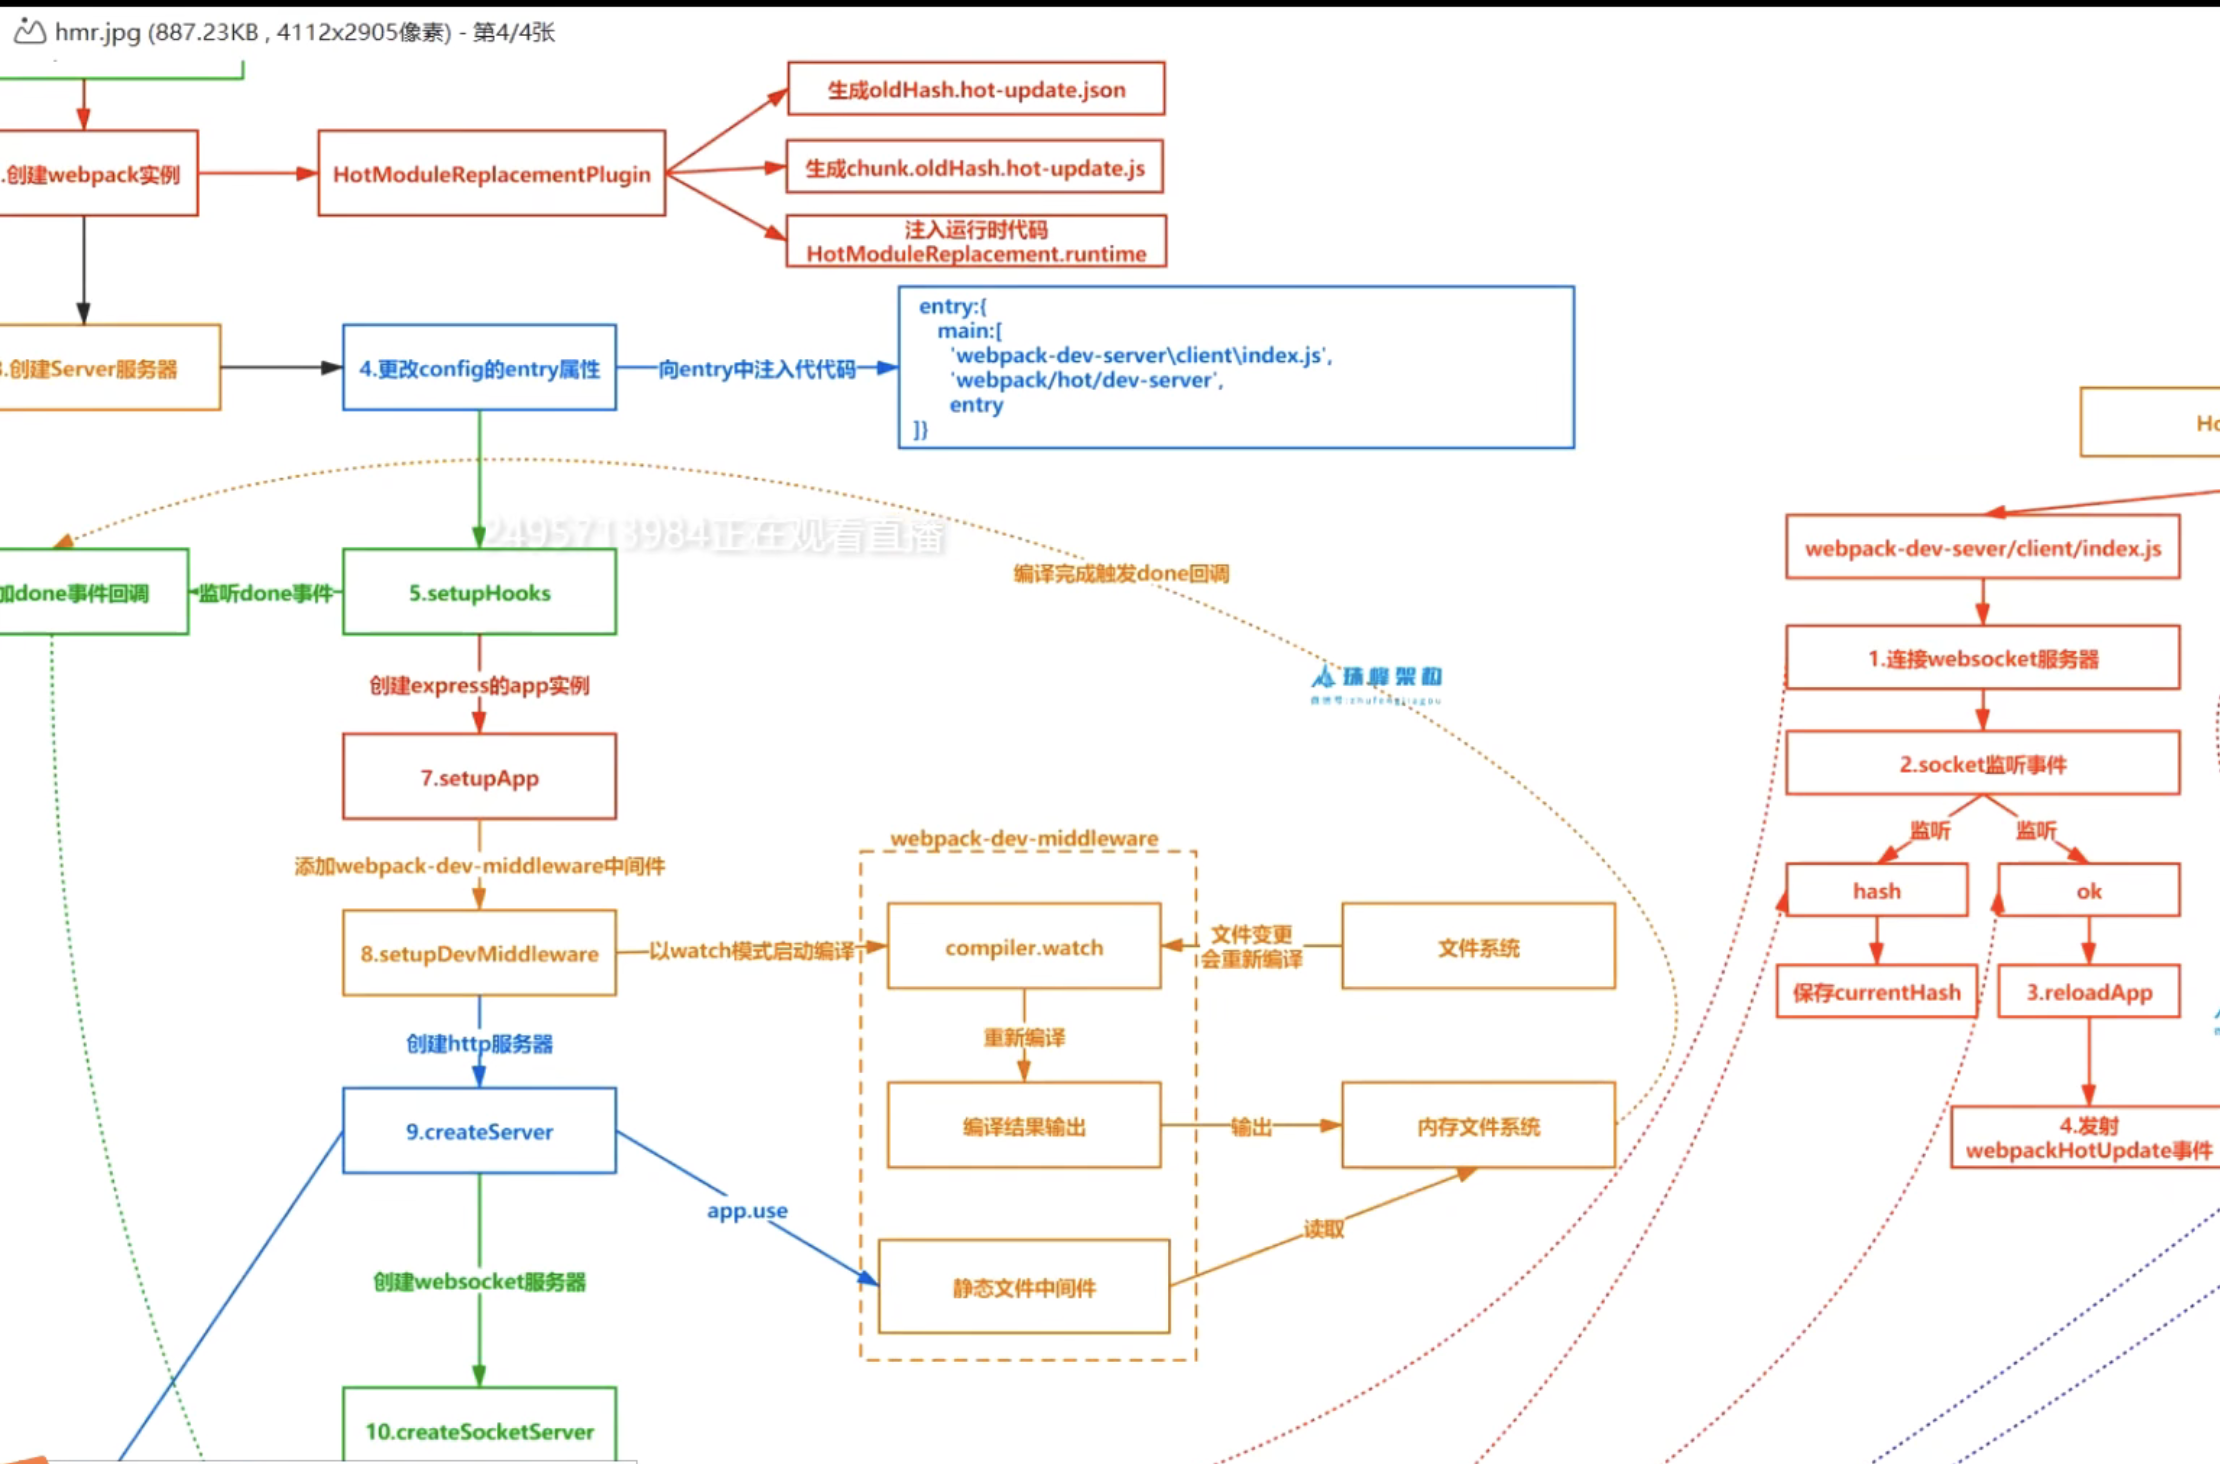 hmr.jpg (887.23KB , 4112x2905像素) - 第4/4张
生成oldHash.hot-update.json
.创建webpack实例
HotModuleReplacementPlugin
生成chunk.oldHash.hot-update.js
注入运行时代码
HotModuleReplacement.runtime
3.创建Server服务器
4.更改config的entry属性
向entry中注入代代码
entry:{
main:[
'webpack-dev-server\client\index.js',
'webpack/hot/dev-server',
entry
]}
2495713984正在观看直播
加done事件回调
监听done事件
5.setupHooks
编译完成触发done回调
创建express的app实例
珠峰架构
微信号:zhufengjiagou
7.setupApp
添加webpack-dev-middleware中间件
webpack-dev-middleware
8.setupDevMiddleware
以watch模式启动编译
compiler.watch
文件变更
会重新编译
文件系统
创建http服务器
重新编译
9.createServer
编译结果输出
输出
内存文件系统
app.use
读取
创建websocket服务器
静态文件中间件
10.createSocketServer
webpack-dev-sever/client/index.js
1.连接websocket服务器
2.socket监听事件
监听
监听
hash
ok
保存currentHash
3.reloadApp
4.发射
webpackHotUpdate事件